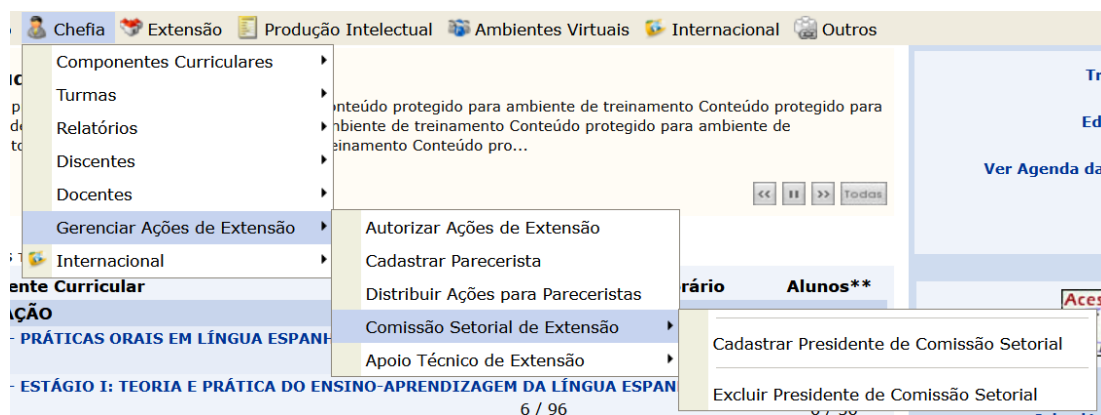 Chefia Extensão Produção Intelectual Ambientes Virtuais Internacional Outros
Componentes Curriculares
Turmas
Relatórios
Discentes
Docentes
Gerenciar Ações de Extensão
Internacional
Autorizar Ações de Extensão
Cadastrar Parecerista
Distribuir Ações para Pareceristas
Comissão Setorial de Extensão
Apoio Técnico de Extensão
Cadastrar Presidente de Comissão Setorial
Excluir Presidente de Comissão Setorial
nteúdo protegido para ambiente de treinamento Conteúdo protegido para
mbiente de treinamento Conteúdo protegido para ambiente de
einamento Conteúdo pro...
<< II >> Todas
Tr
Ed
Ver Agenda da
ente Curricular rário Alunos**
AÇÃO
- PRÁTICAS ORAIS EM LÍNGUA ESPANH
- ESTÁGIO I: TEORIA E PRÁTICA DO ENSINO-APRENDIZAGEM DA LÍNGUA ESPAN
6 / 96
Aces